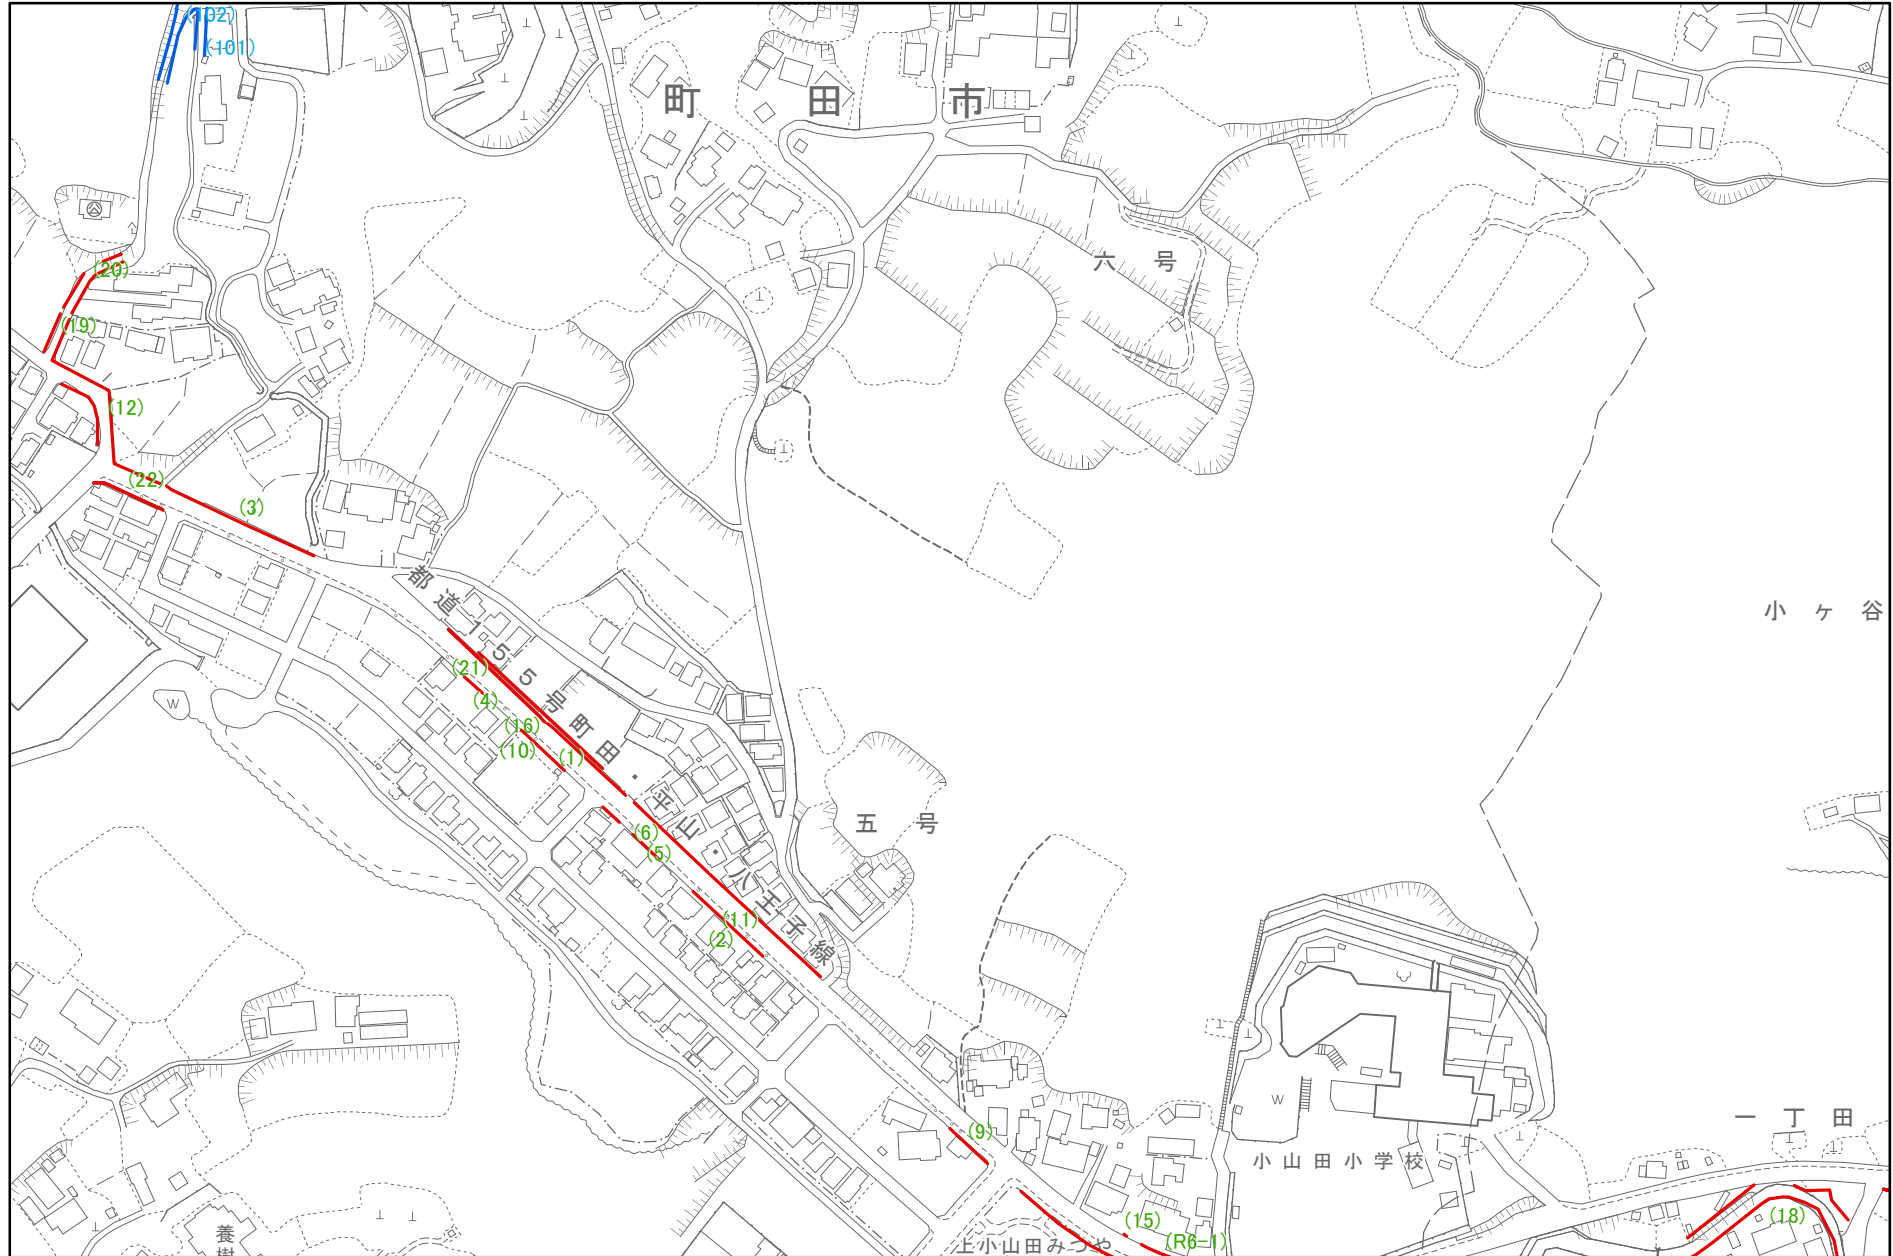 (102)
(101)
町田市
六号
(20)
(19)
(12)
(22)
(3)
小ヶ谷
都道155号町田・平山・八王子線
(21)
(4)
(16)
(10)
(1)
W
(6)
(5)
五号
(11)
(2)
W
一丁田
(9)
小山田小学校
(15)
(R6-1)
(18)
上小山田みつや
養樹